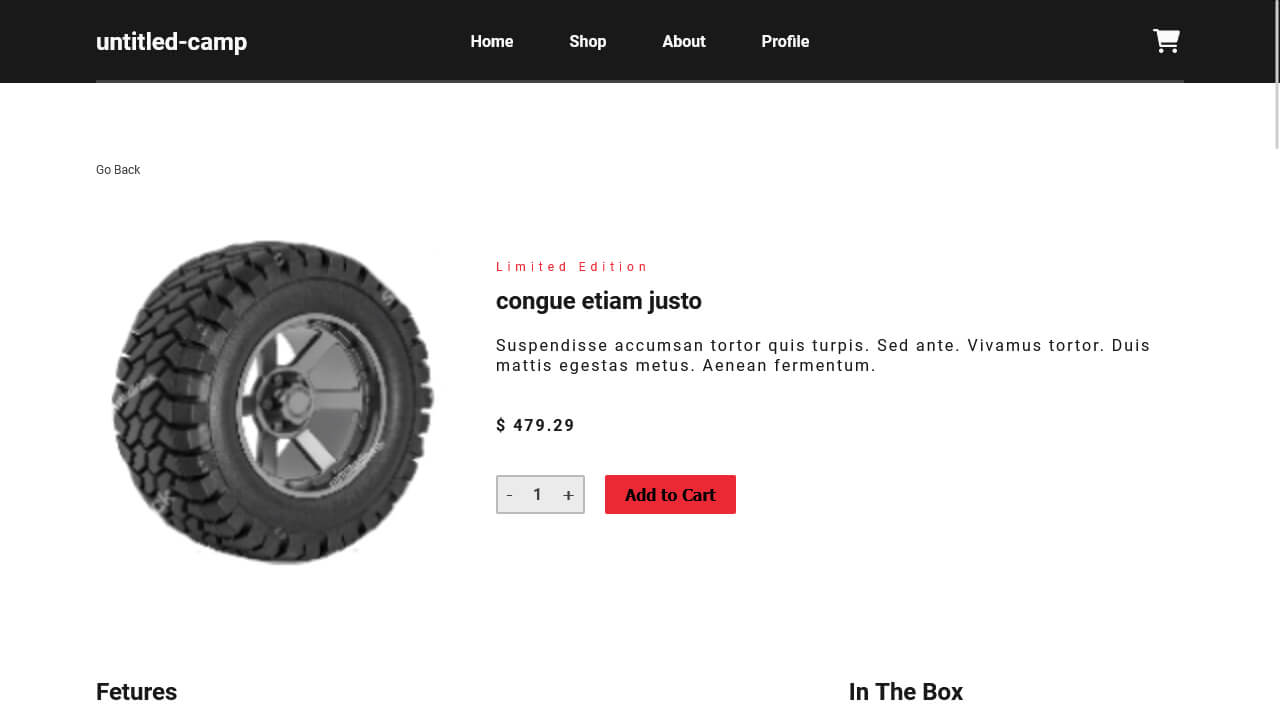 untitled-camp
Home
Shop
About
Profile
Go Back
Limited Edition
congue etiam justo
Suspendisse accumsan tortor quis turpis. Sed ante. Vivamus tortor. Duis
mattis egestas metus. Aenean fermentum.
$ 479.29
- 1 +
Add to Cart
Fetures
In The Box